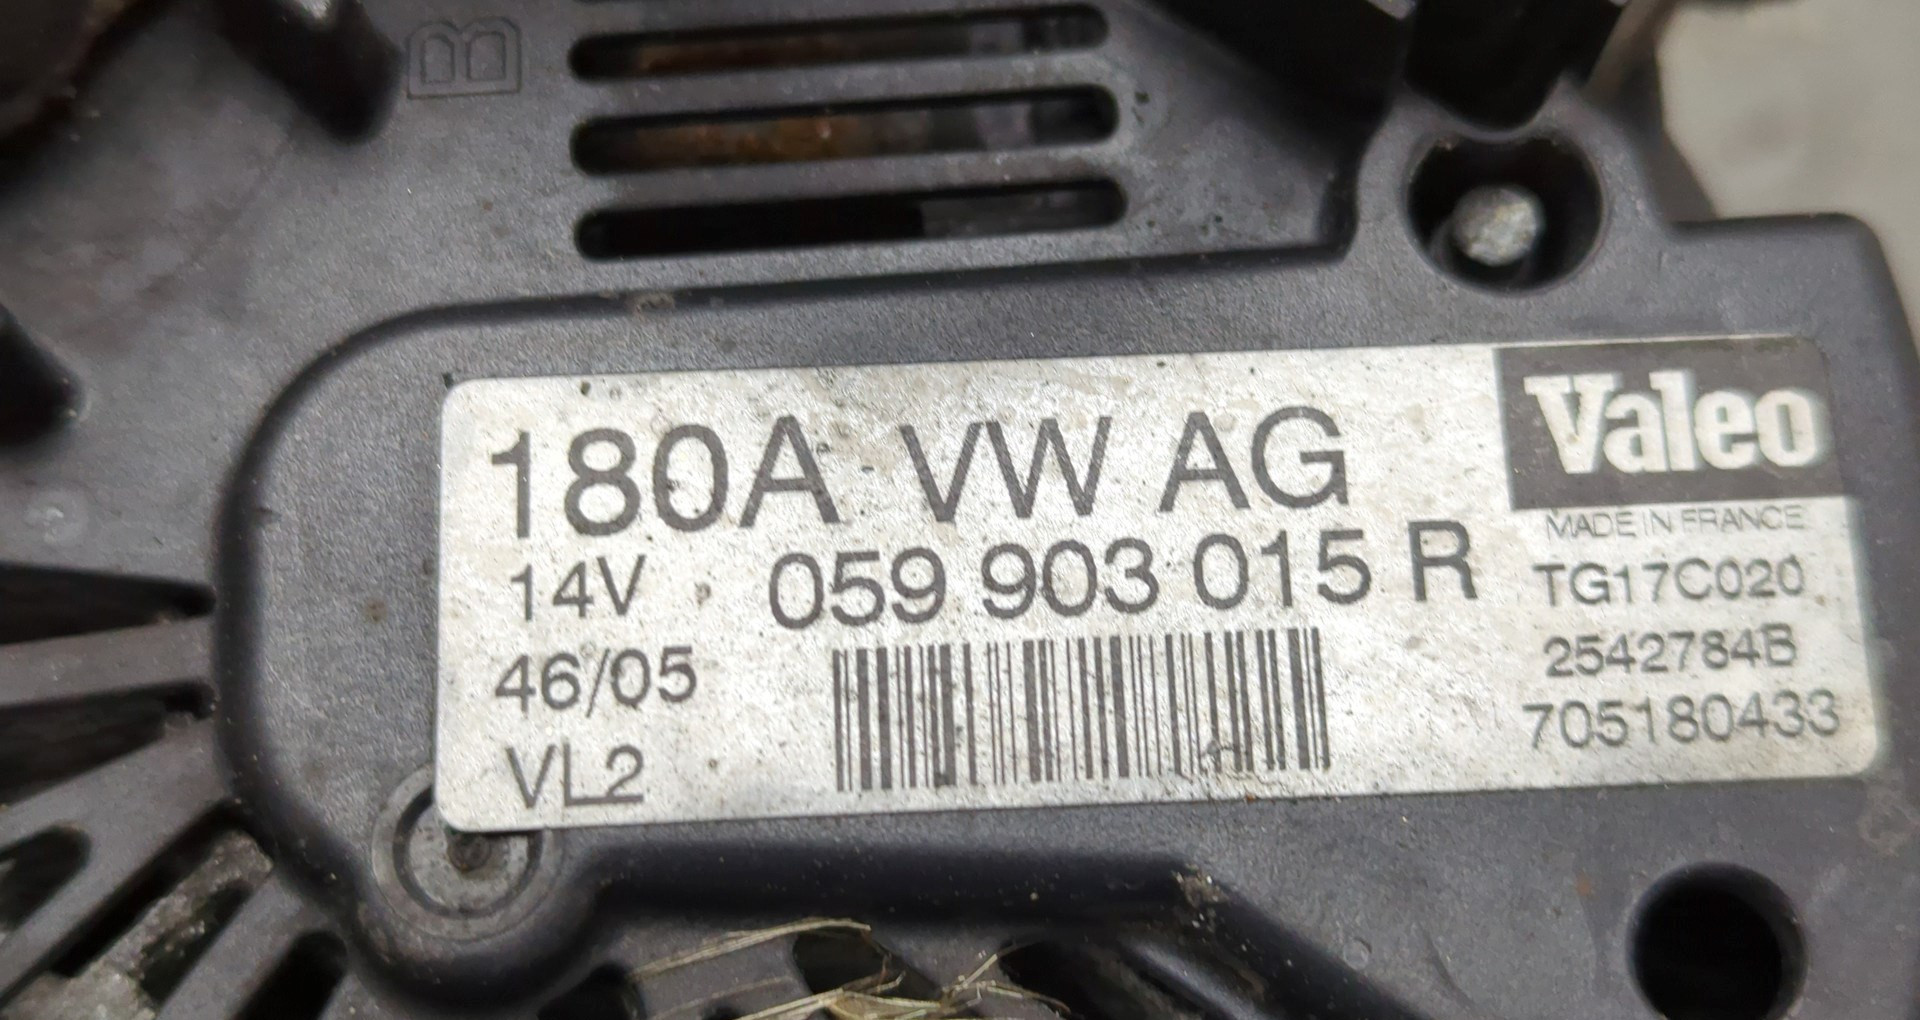 B
180A VW AG
14V 059 903 015 R
46/05
VL2
Valeo
MADE IN FRANCE
TG17C020
2542784B
705180433